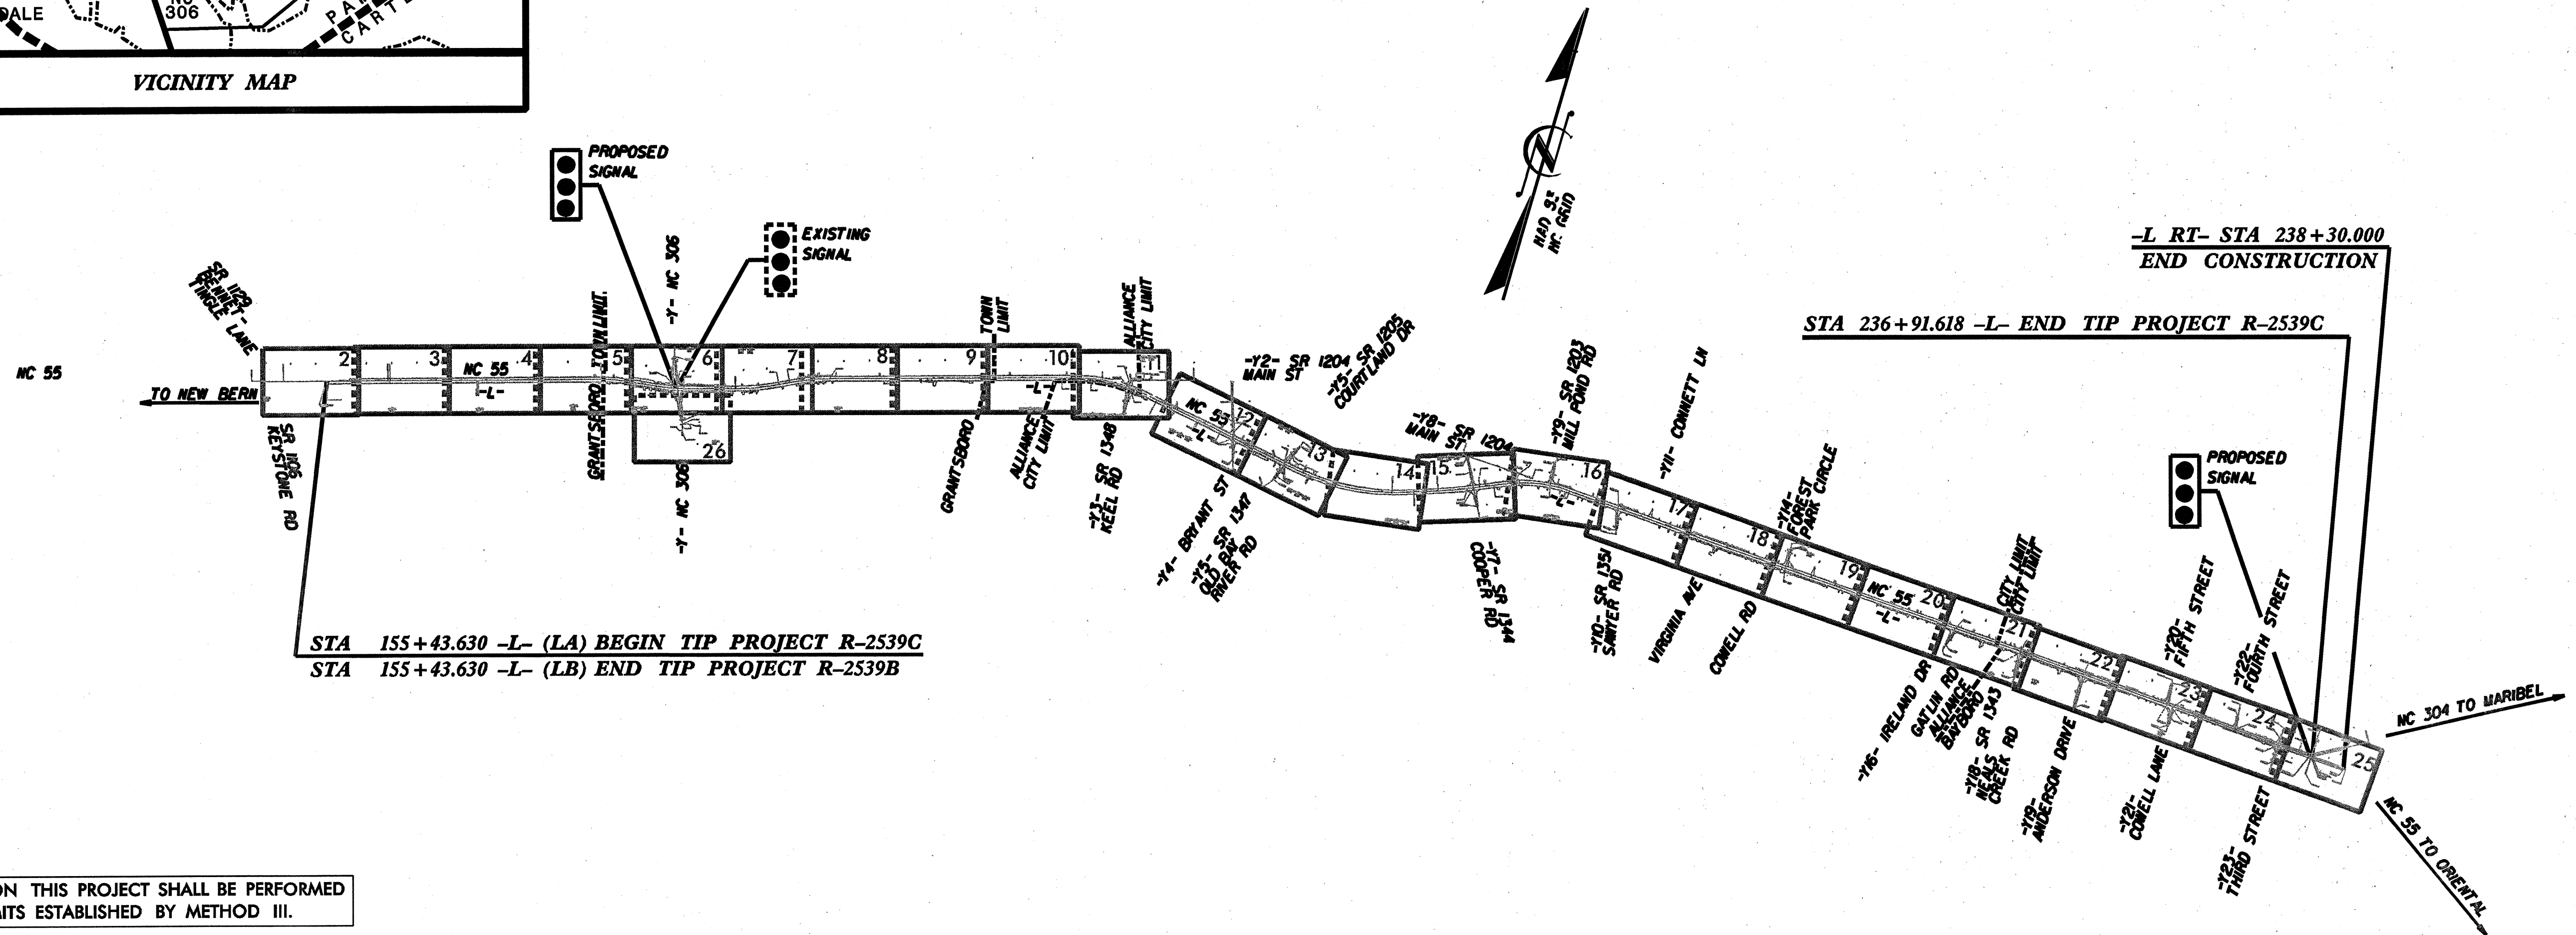 DALE
NC
306
CARTE
VICINITY MAP
PROPOSED
SIGNAL
EXISTING
SIGNAL
-Y- NC 306
NC GRID
-L RT- STA 238+30.000
END CONSTRUCTION
STA 236+91.618 -L- END TIP PROJECT R-2539C
SR 1129
BENNET-
TINGLE LANE
NC 55
TO NEW BERN
GRANTSBORO TOWN LIMIT
TOWN
LIMIT
ALLIANCE
CITY LIMIT
2
3
NC 55
-L-
4
5
6
7
8
9
10
-L-
11
26
SR 1106
KEYSTONE RD
-Y- NC 306
GRANTSBORO
ALLIANCE
CITY LIMIT
-Y3- SR 1348
KEEL RD
-Y2- SR 1204
MAIN ST
-Y5- SR 1205
COURTLAND DR
NC 55
-L-
12
13
14
15
16
-L-
-Y4- BRYANT ST
-Y5- SR 1347
OLD BAY
RIVER RD
-Y8- SR 1204
MAIN ST
-Y9- SR 1203
MILL POND RD
-Y11- CONNETT LN
-Y7- SR 1344
COOPER RD
-Y10- SR 1351
SAWYER RD
17
18
-Y14-
FOREST
PARK CIRCLE
19
NC 55
-L-
20
21
22
23
24
25
VIRGINIA AVE
COWELL RD
CITY LIMIT
CITY LIMIT
-Y16- IRELAND DR
GATLIN RD
ALLIANCE
BAYBORO
-Y18- SR 1343
NEALS
CREEK RD
-Y19-
ANDERSON DRIVE
-Y20-
FIFTH STREET
-Y21-
COWELL LANE
-Y22-
FOURTH STREET
-Y23-
THIRD STREET
PROPOSED
SIGNAL
NC 304 TO MARIBEL
NC 55 TO ORIENTAL
STA 155+43.630 -L- (LA) BEGIN TIP PROJECT R-2539C
STA 155+43.630 -L- (LB) END TIP PROJECT R-2539B
ON THIS PROJECT SHALL BE PERFORMED
ITS ESTABLISHED BY METHOD III.